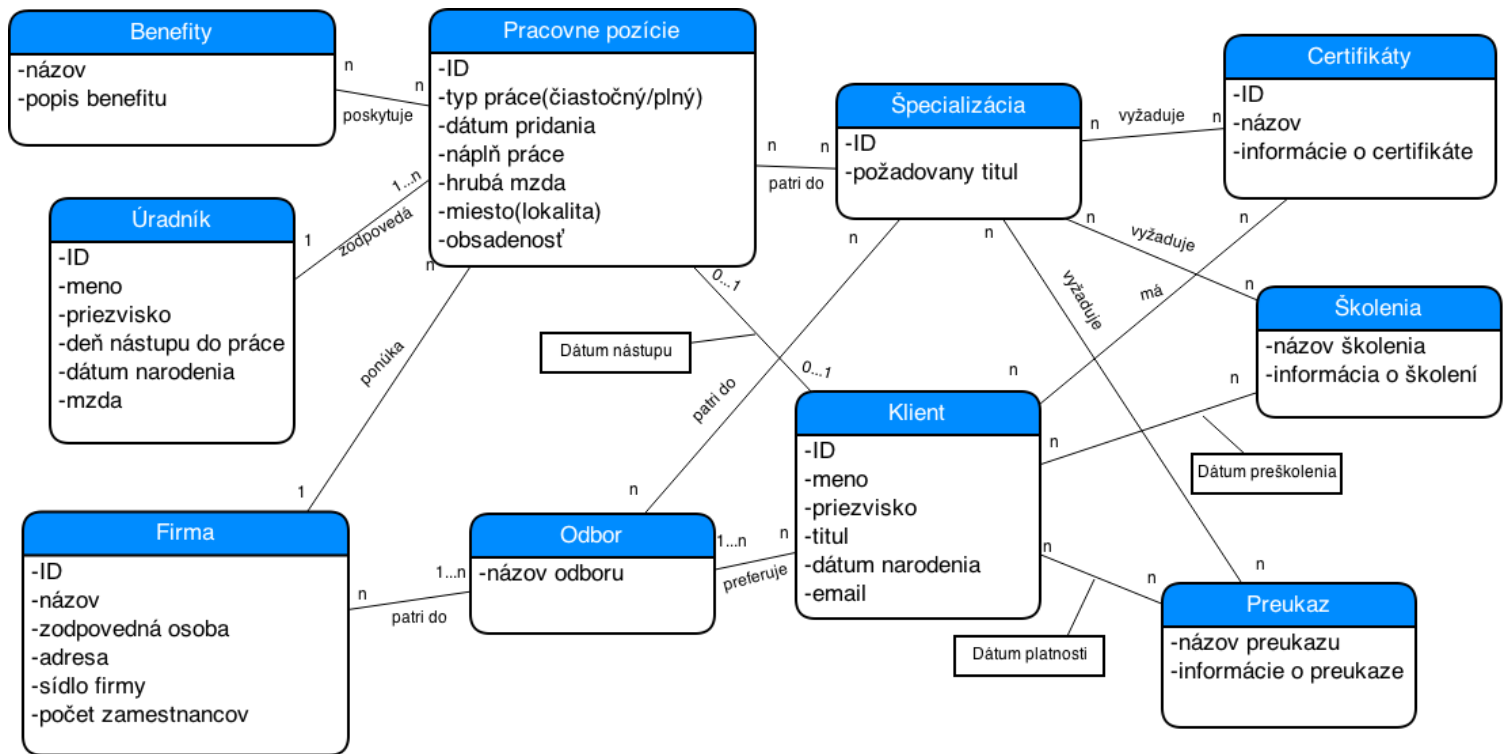 Benefity
-názov
-popis benefitu
n
n
poskytuje
Pracovne pozície
-ID
-typ práce(čiastočný/plný)
-dátum pridania
-náplň práce
-hrubá mzda
-miesto(lokalita)
-obsadenosť
n
n
patri do
Špecializácia
-ID
-požadovany titul
n
vyžaduje
n
Certifikáty
-ID
-názov
-informácie o certifikáte
Úradník
-ID
-meno
-priezvisko
-deň nástupu do práce
-dátum narodenia
-mzda
1
1...n
zodpovedá
n
ponúka
1
0...1
Dátum nástupu
0...1
n
patri do
n
n
vyžaduje
n
n
vyžaduje
n
n
má
n
Školenia
-názov školenia
-informácia o školení
n
n
Dátum preškolenia
Klient
-ID
-meno
-priezvisko
-titul
-dátum narodenia
-email
Firma
-ID
-názov
-zodpovedná osoba
-adresa
-sídlo firmy
-počet zamestnancov
n
1...n
patri do
Odbor
-názov odboru
1...n
n
preferuje
n
n
Dátum platnosti
Preukaz
-názov preukazu
-informácie o preukaze